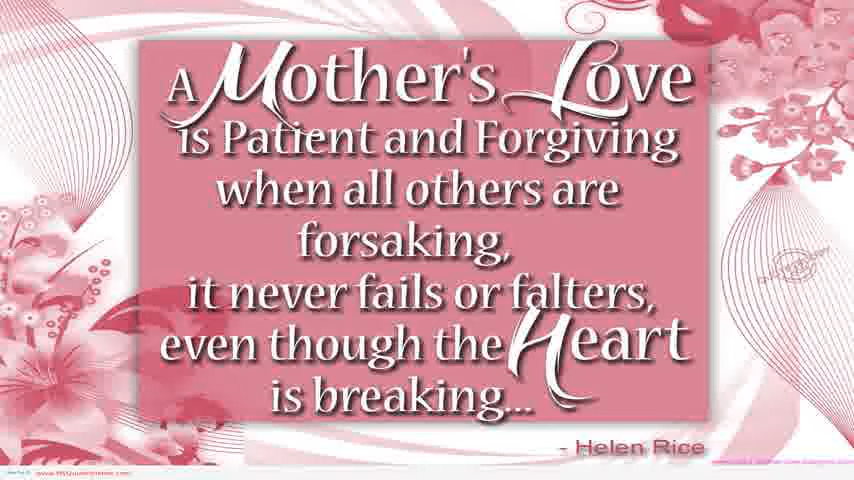 A Mother's Love
is Patient and Forgiving
when all others are
forsaking,
it never fails or falters,
even though the Heart
is breaking...
- Helen Rice